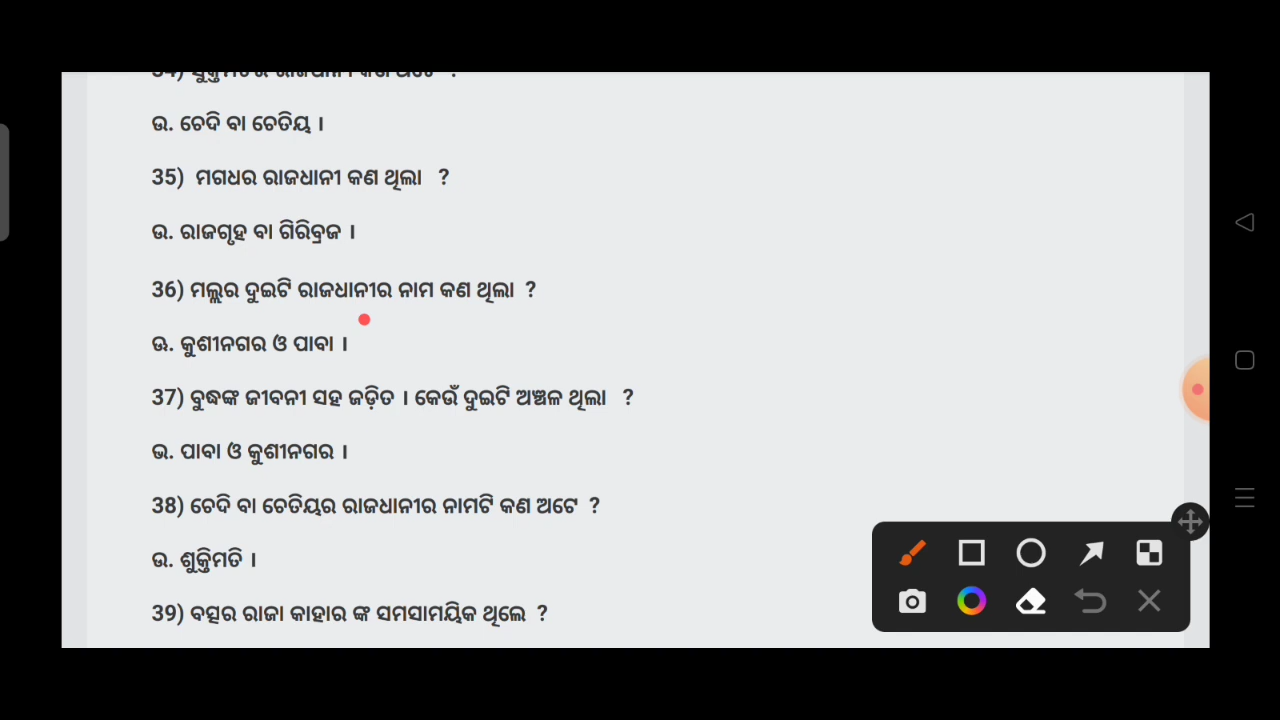 ଉ. ଚେଦି ବା ଚେତିୟ ।
35) ମଗଧର ରାଜଧାନୀ କଣ ଥିଲା ?
ଉ. ରାଜଗୃହ ବା ଗିରିବ୍ରଜ ।
36) ମଲ୍ଲର ଦୁଇଟି ରାଜଧାନୀର ନାମ କଣ ଥିଲା ?
ଊ. କୁଶୀନଗର ଓ ପାବା ।
37) ବୁଦ୍ଧଙ୍କ ଜୀବନୀ ସହ ଜଡ଼ିତ । କେଉଁ ଦୁଇଟି ଅଞ୍ଚଳ ଥିଲା ?
ଭ. ପାବା ଓ କୁଶୀନଗର ।
38) ଚେଦି ବା ଚେତିୟର ରାଜଧାନୀର ନାମଟି କଣ ଅଟେ ?
ଉ. ଶୁକ୍ତିମତି ।
39) ବତ୍ସର ରାଜା କାହାର ଙ୍କ ସମସାମୟିକ ଥିଲେ ?